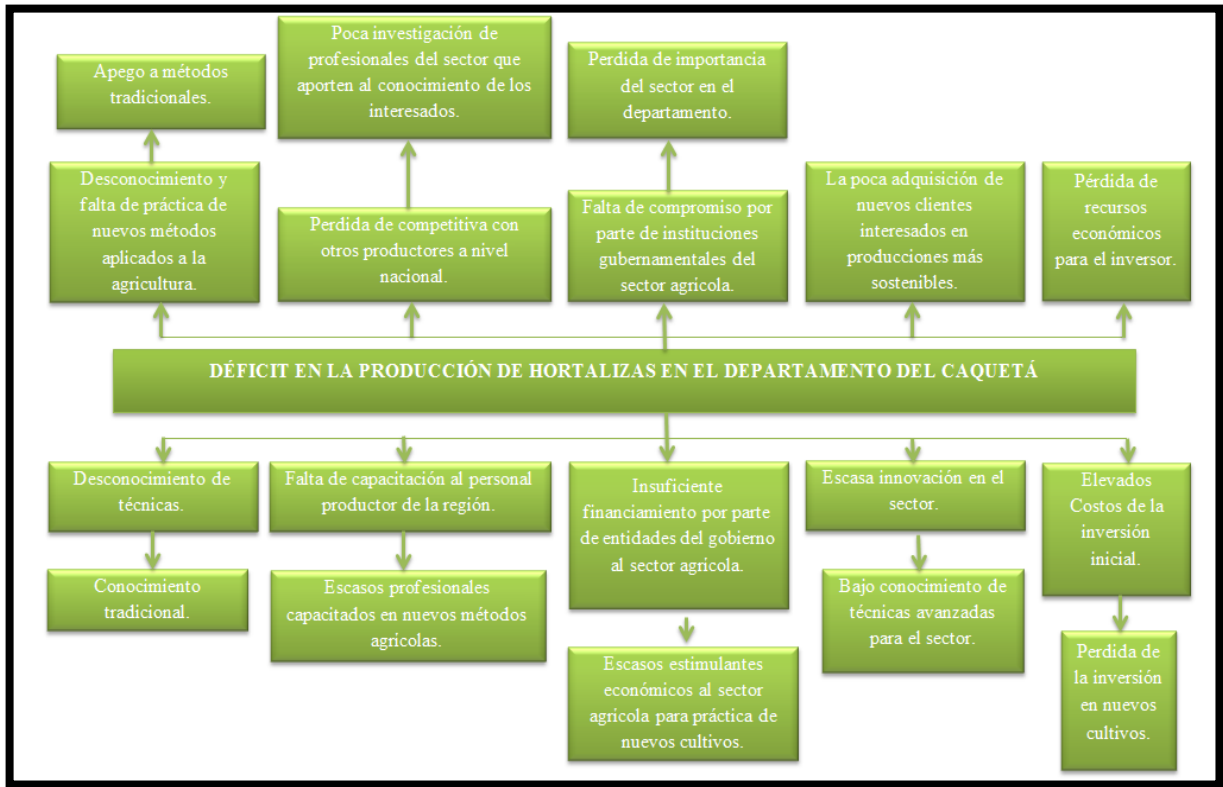 Apego a métodos
tradicionales.
Poca investigación de
profesionales del sector que
aporten al conocimiento de los
interesados.
Perdida de importancia
del sector en el
departamento.
Desconocimiento y
falta de práctica de
nuevos métodos
aplicados a la
agricultura.
Perdida de competitiva con
otros productores a nivel
nacional.
Falta de compromiso por
parte de instituciones
gubernamentales del
sector agrícola.
La poca adquisición de
nuevos clientes
interesados en
producciones más
sostenibles.
Pérdida de
recursos
económicos
para el inversor.
DÉFICIT EN LA PRODUCCIÓN DE HORTALIZAS EN EL DEPARTAMENTO DEL CAQUETÁ
Desconocimiento de
técnicas.
Falta de capacitación al personal
productor de la región.
Insuficiente
financiamiento por parte
de entidades del gobierno
al sector agrícola.
Escasa innovación en el
sector.
Elevados
Costos de la
inversión
inicial.
Conocimiento
tradicional.
Escasos profesionales
capacitados en nuevos métodos
agrícolas.
Escasos estimulantes
económicos al sector
agrícola para práctica de
nuevos cultivos.
Bajo conocimiento de
técnicas avanzadas
para el sector.
Perdida de
la inversión
en nuevos
cultivos.